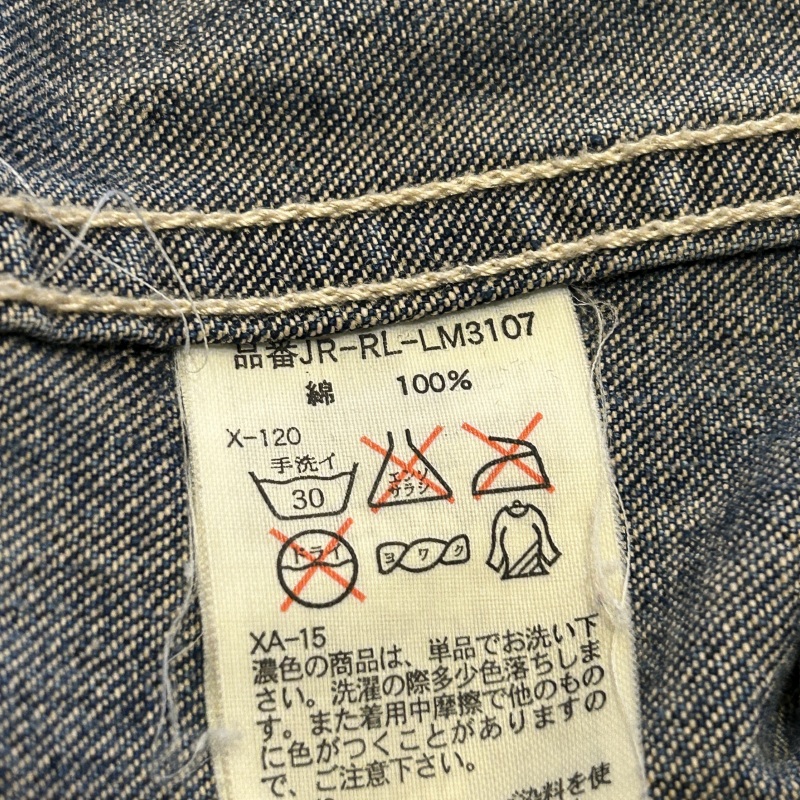 品番JR-RL-LM3107
綿 100%
X-120
手洗イ
30
エンソ
サラシ
ドライ
ヨワク
XA-15
濃色の商品は、単品でお洗い下
さい。洗濯の際多少色落ちしま
す。また着用中摩擦で他のもの
に色がつくことがありますの
で、ご注意下さい。
染料を使